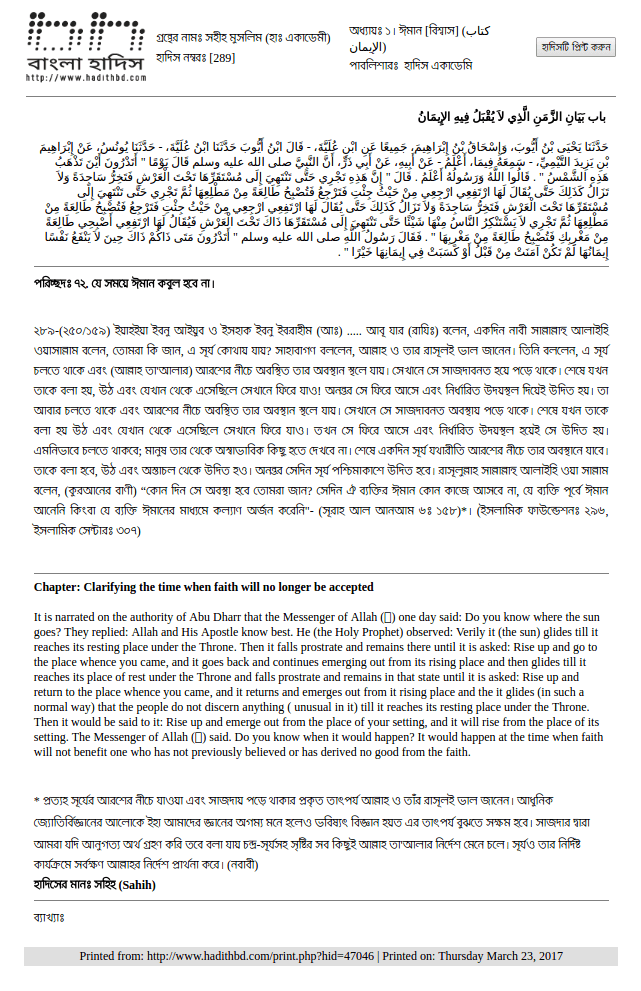 বাংলা হাদিস
http://www.hadithbd.com
গ্রন্থের নামঃ সহীহ মুসলিম (হাঃ একাডেমী)
হাদিস নম্বরঃ [289]
অধ্যায়ঃ ১। ঈমান [বিশ্বাস] (كتاب
الإيمان)
পাবলিশারঃ হাদিস একাডেমি
হাদিসটি প্রিন্ট করুন
باب بَيَانِ الزَّمَنِ الَّذِي لاَ يُقْبَلُ فِيهِ الإِيمَانُ
حَدَّثَنَا يَحْيَى بْنُ أَيُّوبَ، وَإِسْحَاقُ بْنُ إِبْرَاهِيمَ، جَمِيعًا عَنِ ابْنِ عُلَيَّةَ، - قَالَ ابْنُ أَيُّوبَ حَدَّثَنَا ابْنُ عُلَيَّةَ، - حَدَّثَنَا يُونُسُ، عَنْ إِبْرَاهِيمَ
بْنِ يَزِيدَ التَّيْمِيِّ، - سَمِعَهُ فِيمَا، أَعْلَمُ - عَنْ أَبِيهِ، عَنْ أَبِي ذَرٍّ، أَنَّ النَّبِيَّ صلى الله عليه وسلم قَالَ يَوْمًا " أَتَدْرُونَ أَيْنَ تَذْهَبُ
هَذِهِ الشَّمْسُ " . قَالُوا اللَّهُ وَرَسُولُهُ أَعْلَمُ . قَالَ " إِنَّ هَذِهِ تَجْرِي حَتَّى تَنْتَهِيَ إِلَى مُسْتَقَرِّهَا تَحْتَ الْعَرْشِ فَتَخِرُّ سَاجِدَةً وَلاَ
تَزَالُ كَذَلِكَ حَتَّى يُقَالَ لَهَا ارْتَفِعِي ارْجِعِي مِنْ حَيْثُ جِئْتِ فَتَرْجِعُ فَتُصْبِحُ طَالِعَةً مِنْ مَطْلِعِهَا ثُمَّ تَجْرِي حَتَّى تَنْتَهِيَ إِلَى
مُسْتَقَرِّهَا تَحْتَ الْعَرْشِ فَتَخِرُّ سَاجِدَةً وَلاَ تَزَالُ كَذَلِكَ حَتَّى يُقَالَ لَهَا ارْتَفِعِي ارْجِعِي مِنْ حَيْثُ جِئْتِ فَتَرْجِعُ فَتُصْبِحُ طَالِعَةً مِنْ
مَطْلِعِهَا ثُمَّ تَجْرِي لاَ يَسْتَنْكِرُ النَّاسُ مِنْهَا شَيْئًا حَتَّى تَنْتَهِيَ إِلَى مُسْتَقَرِّهَا ذَاكَ تَحْتَ الْعَرْشِ فَيُقَالُ لَهَا ارْتَفِعِي أَصْبِحِي طَالِعَةً
مِنْ مَغْرِبِكِ فَتُصْبِحُ طَالِعَةً مِنْ مَغْرِبِهَا " . فَقَالَ رَسُولُ اللَّهِ صلى الله عليه وسلم " أَتَدْرُونَ مَتَى ذَاكُمْ ذَاكَ حِينَ لاَ يَنْفَعُ نَفْسًا
إِيمَانُهَا لَمْ تَكُنْ آمَنَتْ مِنْ قَبْلُ أَوْ كَسَبَتْ فِي إِيمَانِهَا خَيْرًا " .
পরিচ্ছদঃ ৭২. যে সময়ে ঈমান কবুল হবে না।
২৮৯-(২৫০/১৫৯) ইয়াহইয়া ইবনু আইয়ুব ও ইসহাক ইবনু ইবরাহীম (আঃ) ..... আবূ যার (রাযিঃ) বলেন, একদিন নাবী সাল্লাল্লাহু আলাইহি
ওয়াসাল্লাম বলেন, তোমরা কি জান, এ সূর্য কোথায় যায়? সাহাবাগণ বললেন, আল্লাহ ও তার রাসূলই ভাল জানেন। তিনি বললেন, এ সূর্য
চলতে থাকে এবং (আল্লাহ তা'আলার) আরশের নীচে অবস্থিত তার অবস্থান স্থলে যায়। সেখানে সে সাজদাবনত হয়ে পড়ে থাকে। শেষে যখন
তাকে বলা হয়, উঠ এবং যেখান থেকে এসেছিলে সেখানে ফিরে যাও! অনন্তর সে ফিরে আসে এবং নির্ধারিত উদয়স্থল দিয়েই উদিত হয়। তা
আবার চলতে থাকে এবং আরশের নীচে অবস্থিত তার অবস্থান স্থলে যায়। সেখানে সে সাজদাবনত অবস্থায় পড়ে থাকে। শেষে যখন তাকে
বলা হয় উঠ এবং যেখান থেকে এসেছিলে সেখানে ফিরে যাও। তখন সে ফিরে আসে এবং নির্ধারিত উদয়স্থল হয়েই সে উদিত হয়।
এমনিভাবে চলতে থাকবে; মানুষ তার থেকে অস্বাভাবিক কিছু হতে দেখবে না। শেষে একদিন সূর্য যথারীতি আরশের নীচে তার অবস্থানে যাবে।
তাকে বলা হবে, উঠ এবং অস্তাচল থেকে উদিত হও। অনন্তর সেদিন সূর্য পশ্চিমাকাশে উদিত হবে। রাসূলুল্লাহ সাল্লাল্লাহু আলাইহি ওয়া সাল্লাম
বলেন, (কুরআনের বাণী) “কোন দিন সে অবস্থা হবে তোমরা জান? সেদিন ঐ ব্যক্তির ঈমান কোন কাজে আসবে না, যে ব্যক্তি পূর্বে ঈমান
আনেনি কিংবা যে ব্যক্তি ঈমানের মাধ্যমে কল্যাণ অর্জন করেনি"- (সূরাহ আল আনআম ৬ঃ ১৫৮)*। (ইসলামিক ফাউন্ডেশনঃ ২৯৬,
ইসলামিক সেন্টারঃ ৩০৭)
Chapter: Clarifying the time when faith will no longer be accepted
It is narrated on the authority of Abu Dharr that the Messenger of Allah (▯) one day said: Do you know where the sun
goes? They replied: Allah and His Apostle know best. He (the Holy Prophet) observed: Verily it (the sun) glides till it
reaches its resting place under the Throne. Then it falls prostrate and remains there until it is asked: Rise up and go to
the place whence you came, and it goes back and continues emerging out from its rising place and then glides till it
reaches its place of rest under the Throne and falls prostrate and remains in that state until it is asked: Rise up and
return to the place whence you came, and it returns and emerges out from it rising place and the it glides (in such a
normal way) that the people do not discern anything ( unusual in it) till it reaches its resting place under the Throne.
Then it would be said to it: Rise up and emerge out from the place of your setting, and it will rise from the place of its
setting. The Messenger of Allah (▯) said. Do you know when it would happen? It would happen at the time when faith
will not benefit one who has not previously believed or has derived no good from the faith.
* প্রত্যহ সূর্যের আরশের নীচে যাওয়া এবং সাজদায় পড়ে থাকার প্রকৃত তাৎপর্য আল্লাহ ও তাঁর রাসূলই ভাল জানেন। আধুনিক
জ্যোতির্বিজ্ঞানের আলোকে ইহা আমাদের জ্ঞানের অগম্য মনে হলেও ভবিষ্যৎ বিজ্ঞান হয়ত এর তাৎপর্য বুঝতে সক্ষম হবে। সাজদার দ্বারা
আমরা যদি আনুগত্য অর্থ গ্রহণ করি তবে বলা যায় চন্দ্র-সূর্যসহ সৃষ্টির সব কিছুই আল্লাহ তা'আলার নির্দেশ মেনে চলে। সূর্যও তার নির্দিষ্ট
কার্যক্রমে সর্বক্ষণ আল্লাহর নির্দেশ প্রার্থনা করে। (নবাবী)
হাদিসের মানঃ সহিহ (Sahih)
ব্যাখ্যাঃ
Printed from: http://www.hadithbd.com/print.php?hid=47046 | Printed on: Thursday March 23, 2017